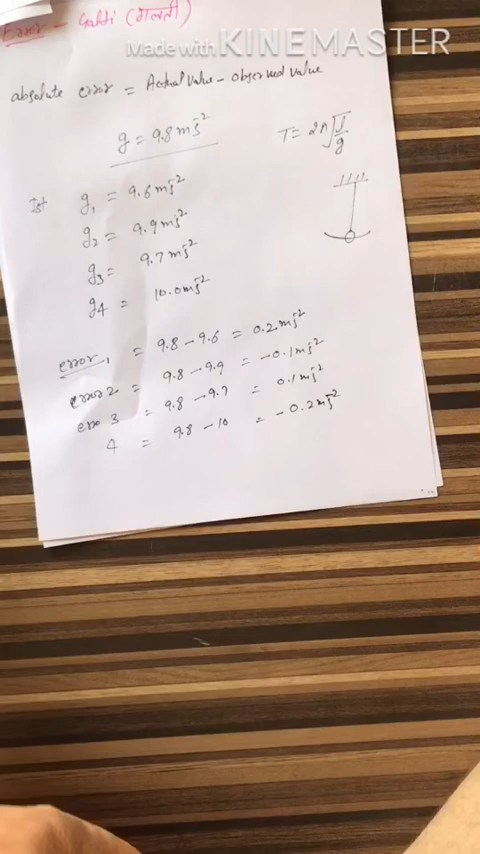 Error - Galti (गलती)
Made with KINEMASTER
absolute error = Actual value - observed value
g = 9.8 ms⁻²
T = 2π√(l/g)
Ist g₁ = 9.6 ms⁻²
g₂ = 9.9 ms⁻²
g₃ = 9.7 ms⁻²
g₄ = 10.0 ms⁻²
error₁ = 9.8 - 9.6 = 0.2 ms⁻²
error 2 = 9.8 - 9.9 = -0.1 ms⁻²
erro 3 = 9.8 - 9.7 = 0.1 ms⁻²
4 = 9.8 - 10 = -0.2 ms⁻²